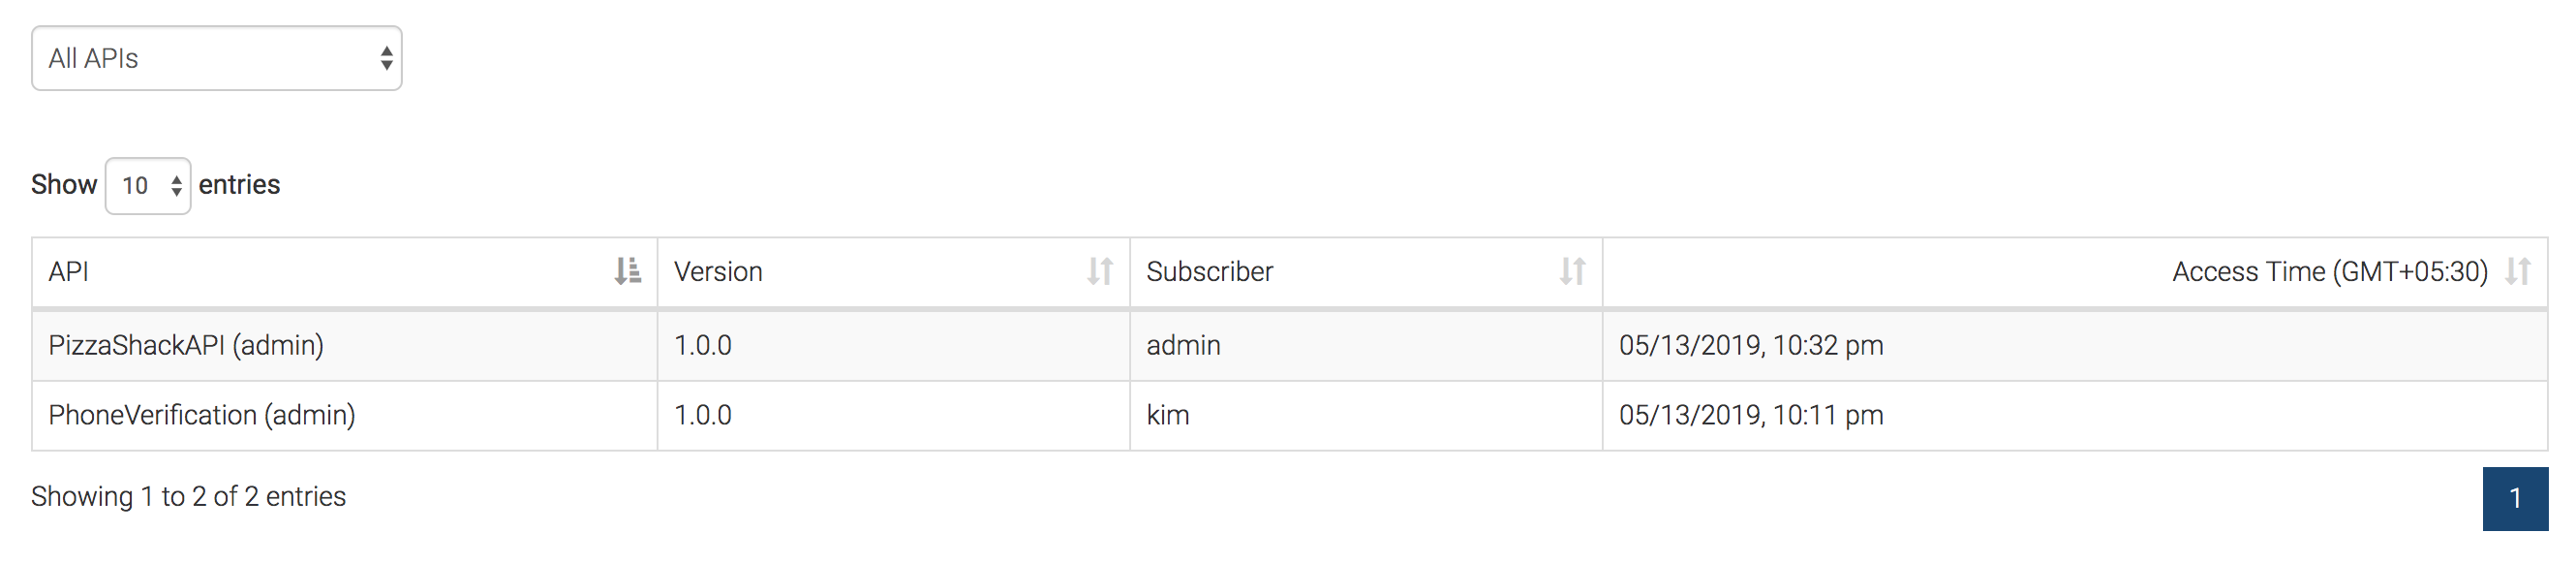 All APIs
Show 10 entries
API Version Subscriber Access Time (GMT+05:30)
PizzaShackAPI (admin) 1.0.0 admin 05/13/2019, 10:32 pm
PhoneVerification (admin) 1.0.0 kim 05/13/2019, 10:11 pm
Showing 1 to 2 of 2 entries 1